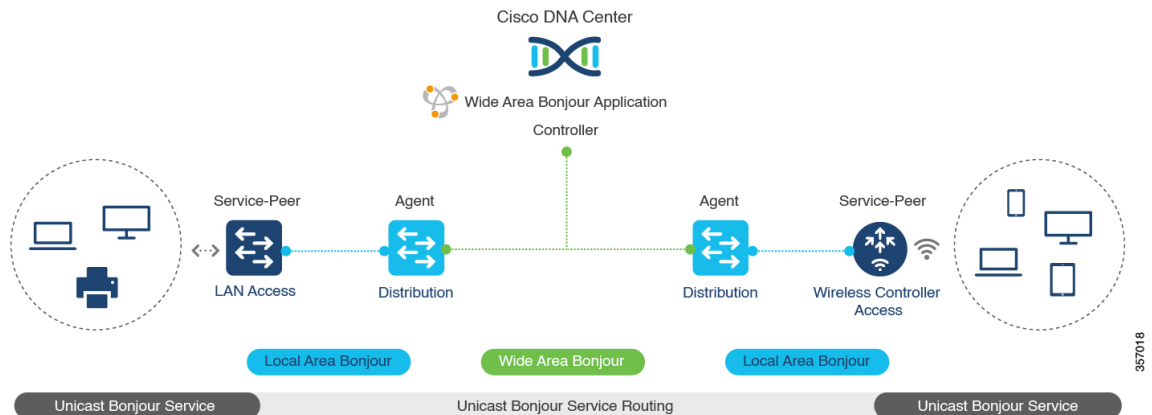 Cisco DNA Center
Wide Area Bonjour Application
Controller
Service-Peer
Agent
Agent
Service-Peer
LAN Access
Distribution
Distribution
Wireless Controller
Access
Local Area Bonjour
Wide Area Bonjour
Local Area Bonjour
357018
Unicast Bonjour Service
Unicast Bonjour Service Routing
Unicast Bonjour Service